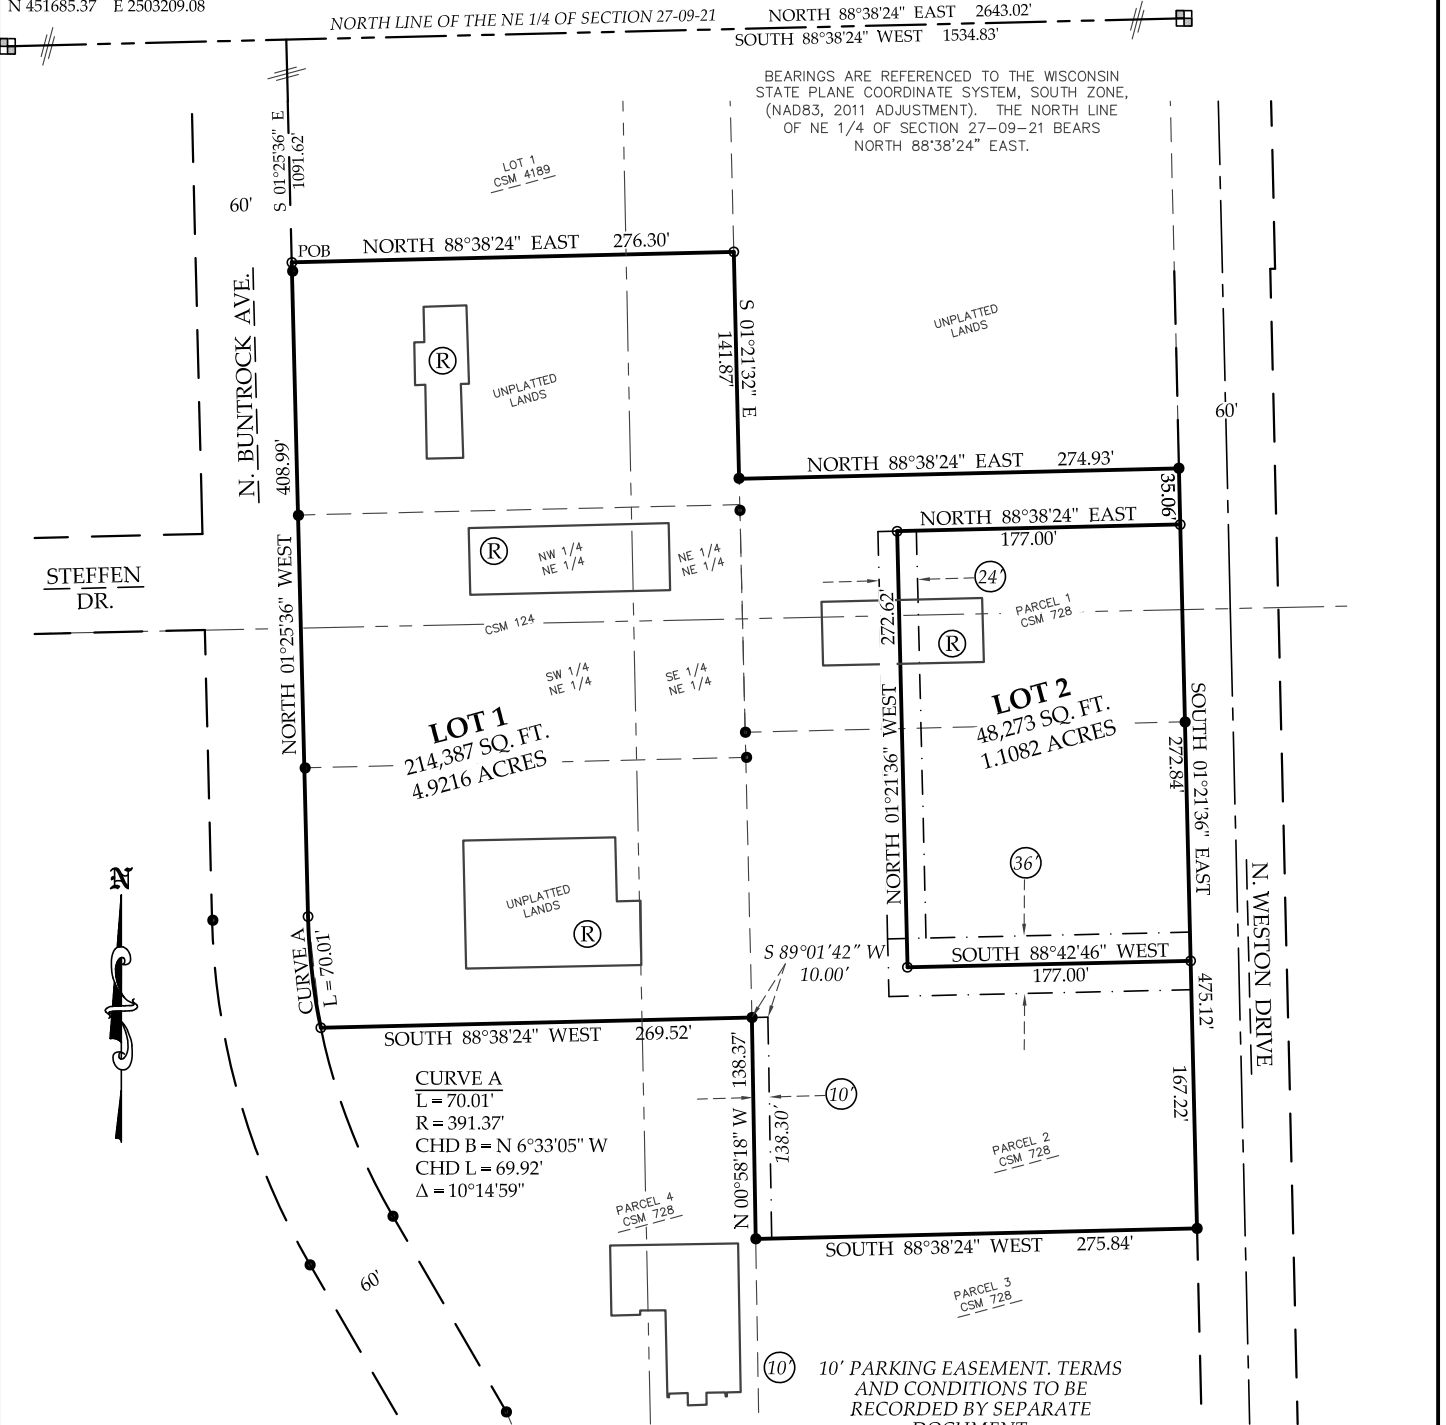 N 451685.37    E 2503209.08
NORTH LINE OF THE NE 1/4 OF SECTION 27-09-21
NORTH 88°38'24" EAST    2643.02'
SOUTH 88°38'24" WEST    1534.83'
BEARINGS ARE REFERENCED TO THE WISCONSIN
STATE PLANE COORDINATE SYSTEM, SOUTH ZONE,
(NAD83, 2011 ADJUSTMENT).  THE NORTH LINE
OF NE 1/4 OF SECTION 27-09-21 BEARS
NORTH 88°38'24" EAST.
S 01°25'36" E
1091.62'
60'
LOT 1
CSM 4189
POB
NORTH 88°38'24" EAST    276.30'
N. BUNTROCK AVE.
408.99'
NORTH 01°25'36" WEST
S 01°21'32" E
141.87'
UNPLATTED
LANDS
60'
R
UNPLATTED
LANDS
NORTH 88°38'24" EAST    274.93'
35.06'
NORTH 88°38'24" EAST
177.00'
R
NW 1/4
NE 1/4
NE 1/4
NE 1/4
24'
STEFFEN
DR.
CSM 124
272.62'
NORTH 01°21'36" WEST
PARCEL 1
CSM 728
R
SW 1/4
NE 1/4
SE 1/4
NE 1/4
LOT 1
214,387 SQ. FT.
4.9216 ACRES
LOT 2
48,273 SQ. FT.
1.1082 ACRES
SOUTH 01°21'36" EAST
272.84'
36'
N
UNPLATTED
LANDS
R
N. WESTON DRIVE
CURVE A
L = 70.01'
S 89°01'42" W
10.00'
SOUTH 88°42'46" WEST
177.00'
475.12'
SOUTH 88°38'24" WEST    269.52'
N 00°58'18" W    138.37'
138.30'
10'
167.22'
CURVE A
L = 70.01'
R = 391.37'
CHD B = N 6°33'05" W
CHD L = 69.92'
Δ = 10°14'59"
PARCEL 2
CSM 728
PARCEL 4
CSM 728
SOUTH 88°38'24" WEST    275.84'
60'
PARCEL 3
CSM 728
10'
10' PARKING EASEMENT. TERMS
AND CONDITIONS TO BE
RECORDED BY SEPARATE
DOCUMENT